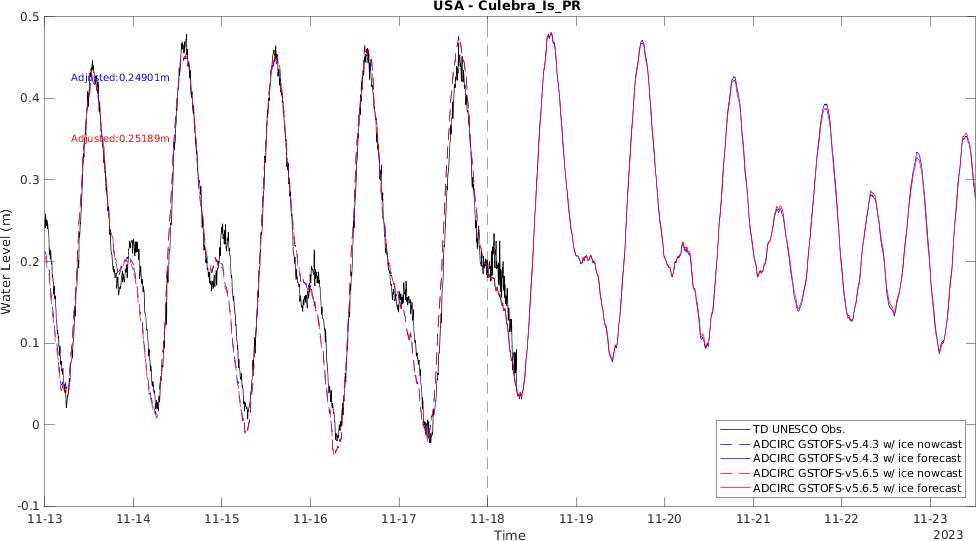 USA - Culebra_Is_PR
0.5
0.4
0.3
0.2
0.1
0
-0.1
Water Level (m)
Adjusted:0.24901m
Adjusted:0.25189m
TD UNESCO Obs.
ADCIRC GSTOFS-v5.4.3 w/ ice nowcast
ADCIRC GSTOFS-v5.4.3 w/ ice forecast
ADCIRC GSTOFS-v5.6.5 w/ ice nowcast
ADCIRC GSTOFS-v5.6.5 w/ ice forecast
11-13 11-14 11-15 11-16 11-17 11-18 11-19 11-20 11-21 11-22 11-23
Time
2023